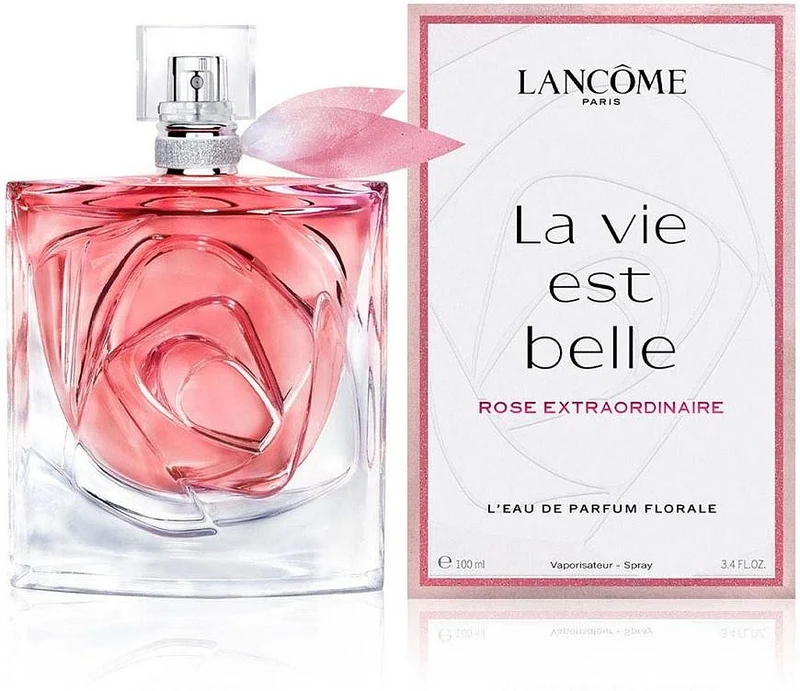 LANCÔME
PARIS
La vie
est
belle
ROSE EXTRAORDINAIRE
L'EAU DE PARFUM FLORALE
℮ 100 ml Vaporisateur - Spray 3.4 FL.OZ.